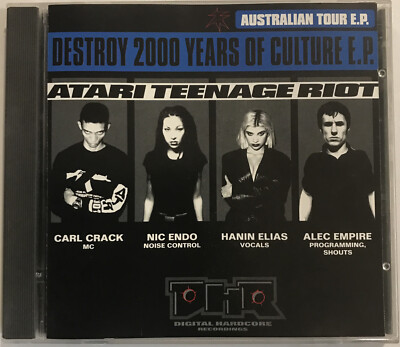 AUSTRALIAN TOUR E.P.
DESTROY 2000 YEARS OF CULTURE E.P.
ATARI TEENAGE RIOT
CARL CRACK
MC
NIC ENDO
NOISE CONTROL
HANIN ELIAS
VOCALS
ALEC EMPIRE
PROGRAMMING,
SHOUTS
DHR
DIGITAL HARDCORE
RECORDINGS